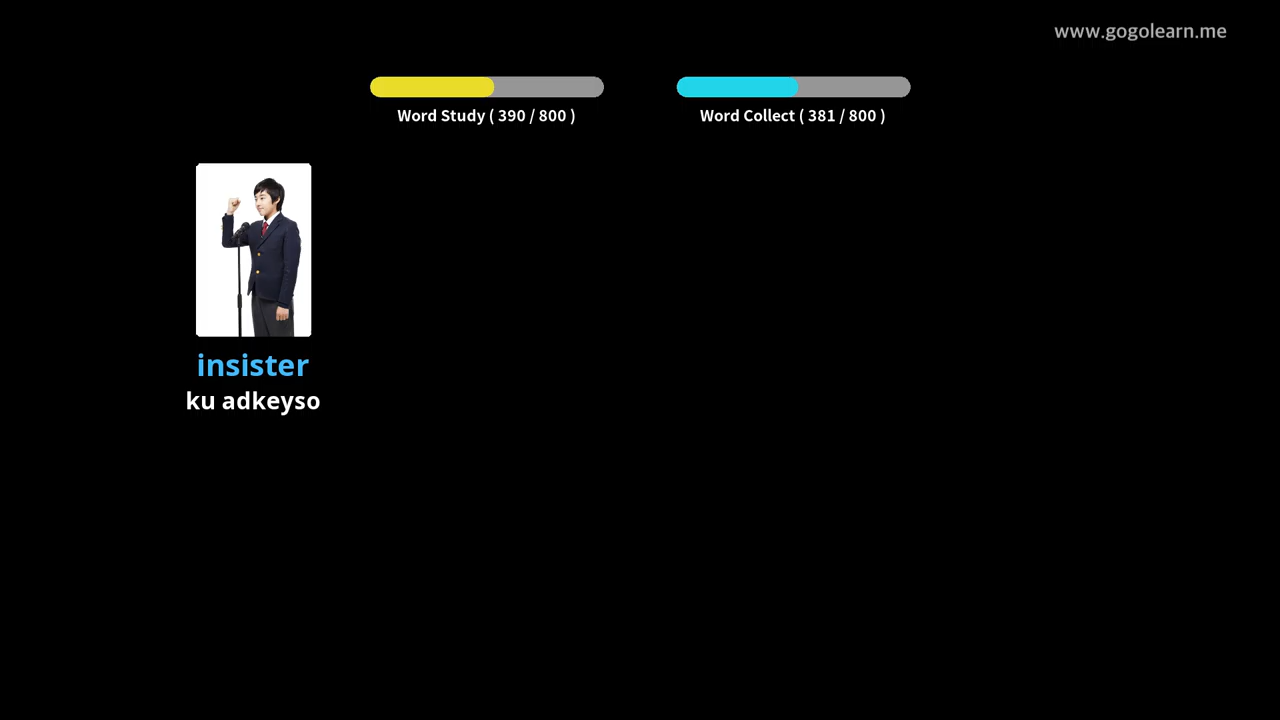 www.gogolearn.me
Word Study ( 390 / 800 )
Word Collect ( 381 / 800 )
insister
ku adkeyso